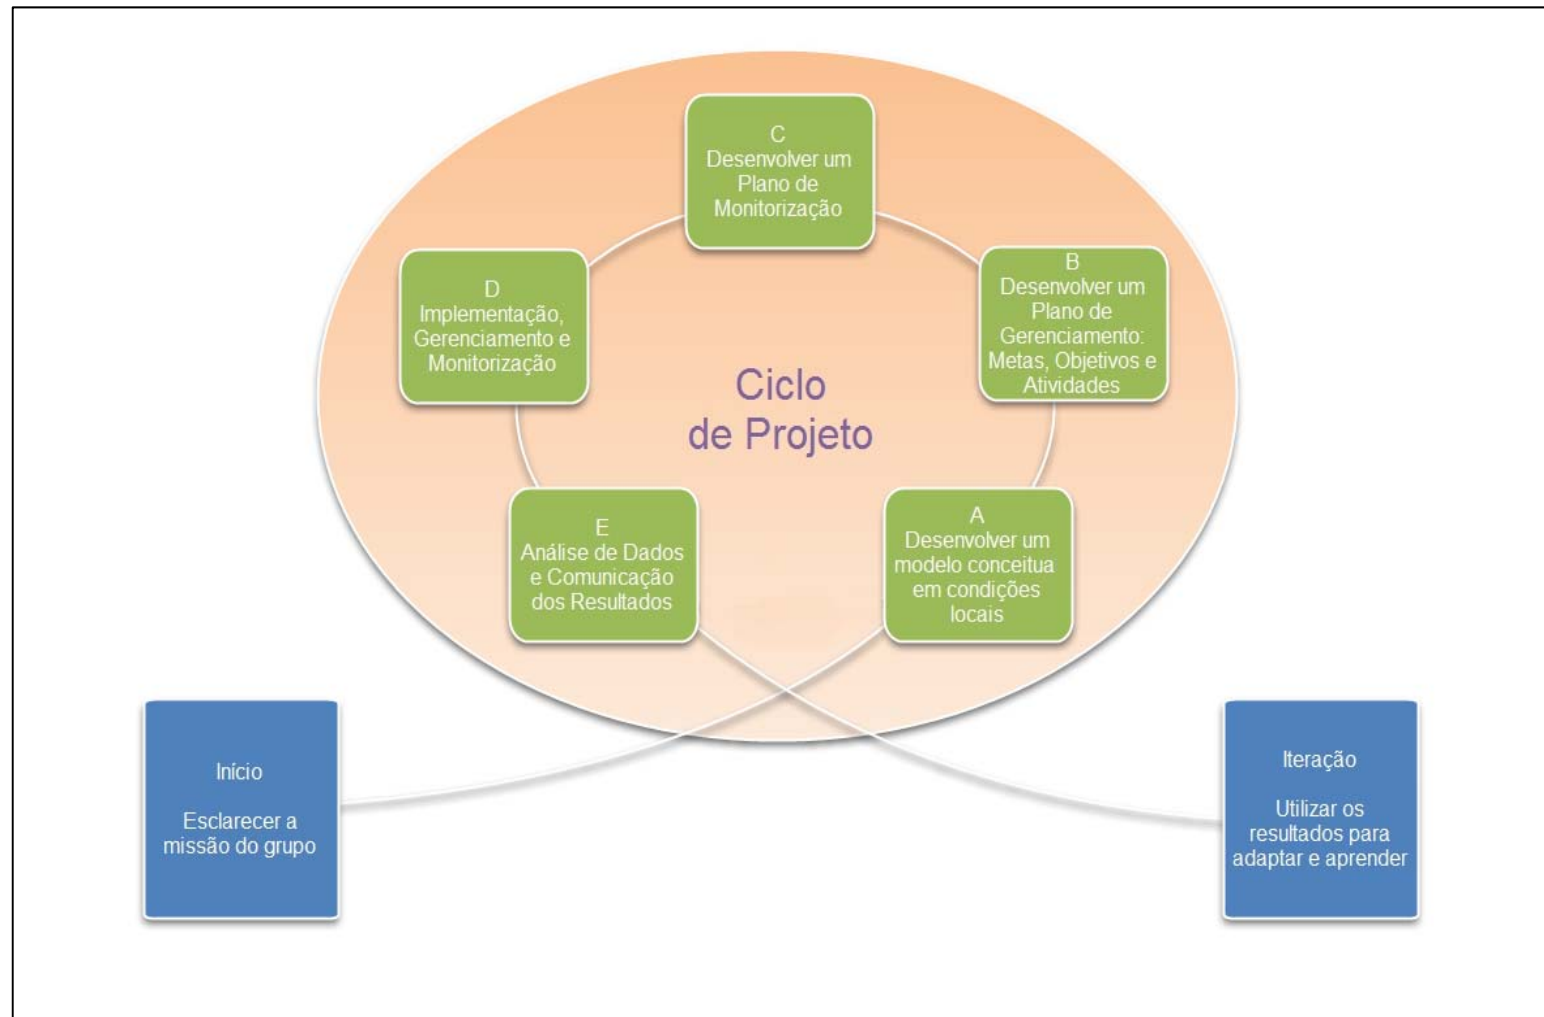 C
Desenvolver um
Plano de
Monitorização
B
Desenvolver um
Plano de
Gerenciamento:
Metas, Objetivos e
Atividades
D
Implementação,
Gerenciamento e
Monitorização
Ciclo
de Projeto
E
Análise de Dados
e Comunicação
dos Resultados
A
Desenvolver um
modelo conceitua
em condições
locais
Início
Esclarecer a
missão do grupo
Iteração
Utilizar os
resultados para
adaptar e aprender